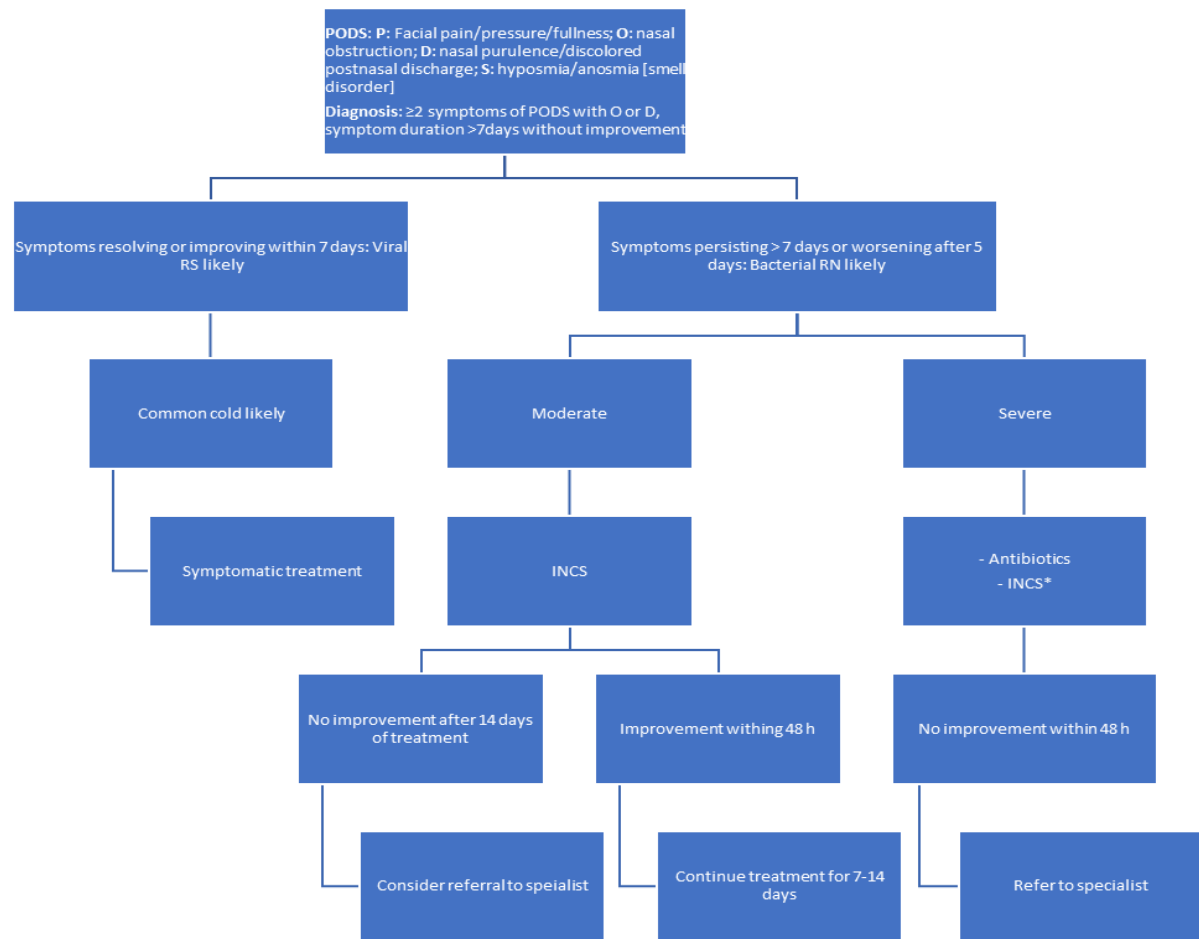 PODS: P: Facial pain/pressure/fullness; O: nasal
obstruction; D: nasal purulence/discolored
postnasal discharge; S: hyposmia/anosmia [smell
disorder]
Diagnosis: ≥2 symptoms of PODS with O or D,
symptom duration >7days without improvement
Symptoms resolving or improving within 7 days: Viral
RS likely
Symptoms persisting > 7 days or worsening after 5
days: Bacterial RN likely
Common cold likely
Moderate
Severe
Symptomatic treatment
INCS
- Antibiotics
- INCS*
No improvement after 14 days
of treatment
Improvement withing 48 h
No improvement within 48 h
Consider referral to speialist
Continue treatment for 7-14
days
Refer to specialist